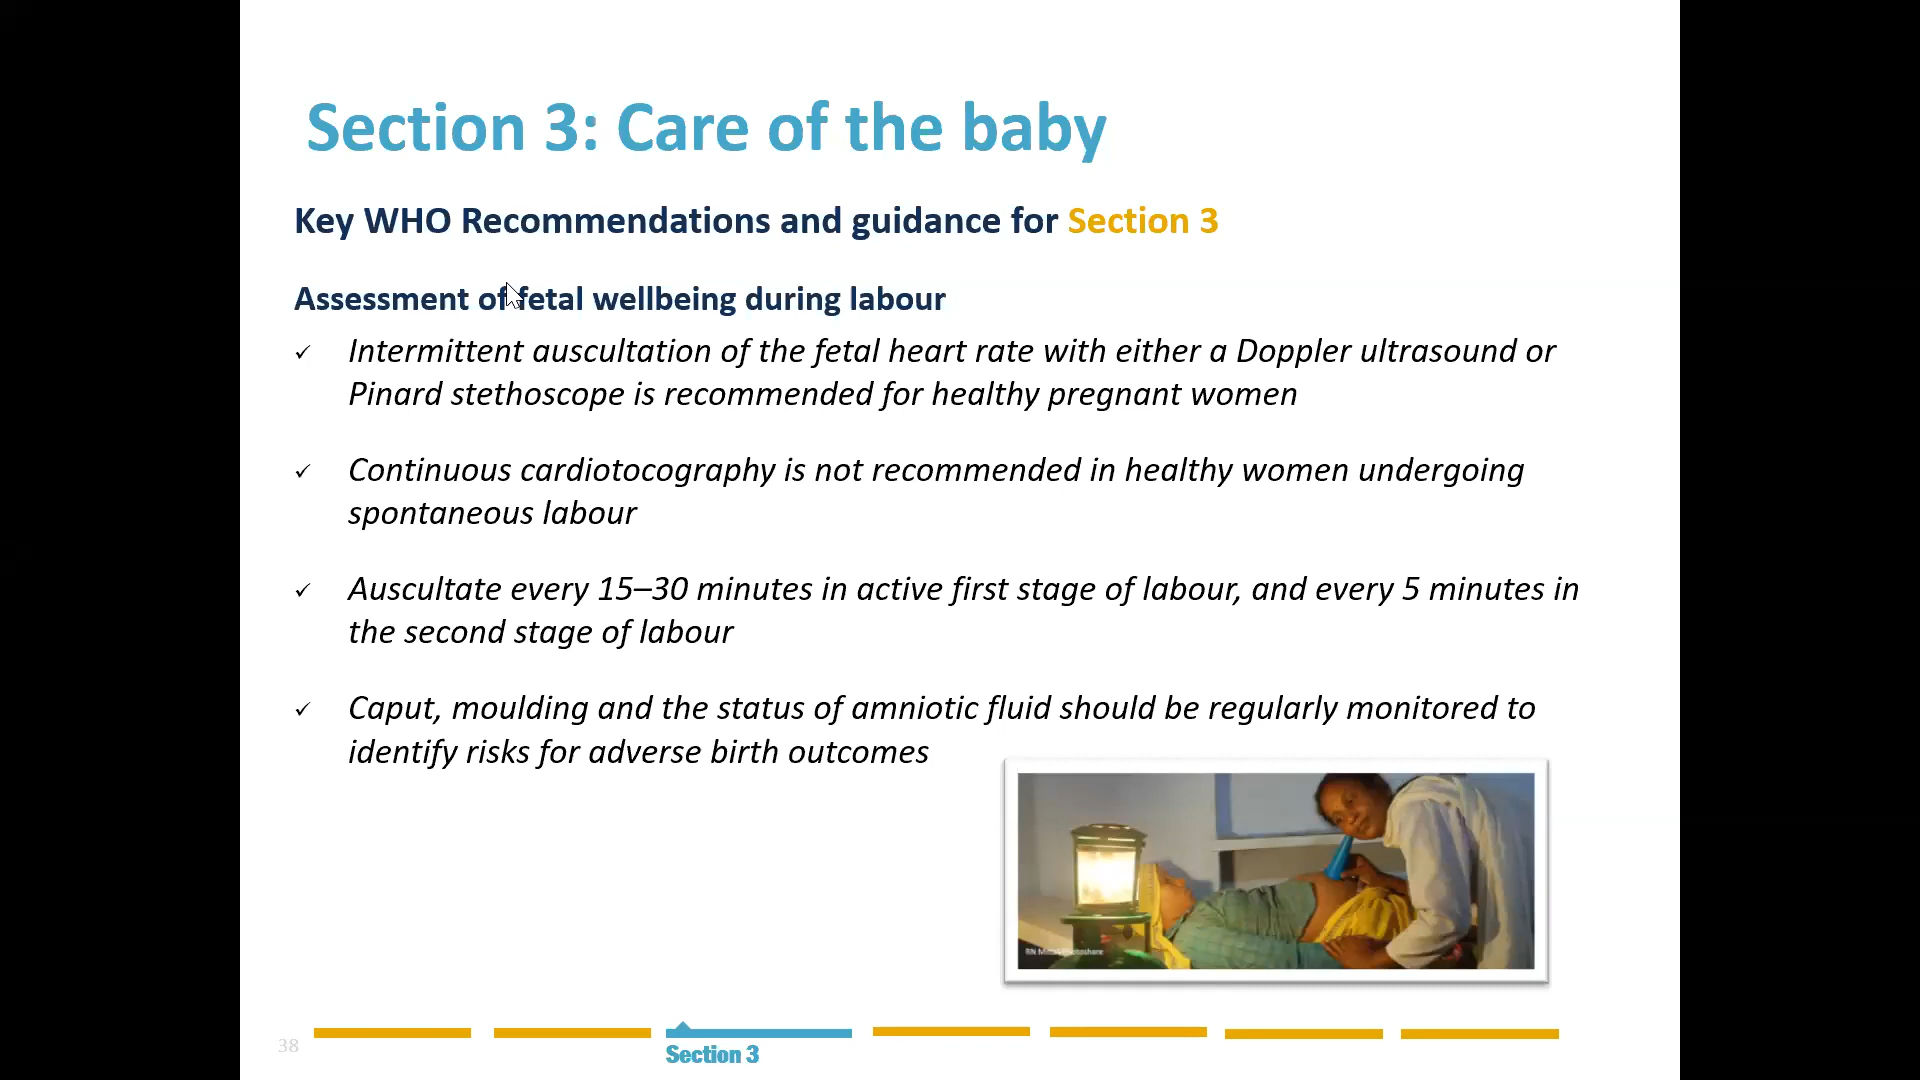 Section 3: Care of the baby
Key WHO Recommendations and guidance for Section 3
Assessment of fetal wellbeing during labour
✓ Intermittent auscultation of the fetal heart rate with either a Doppler ultrasound or
Pinard stethoscope is recommended for healthy pregnant women
✓ Continuous cardiotocography is not recommended in healthy women undergoing
spontaneous labour
✓ Auscultate every 15–30 minutes in active first stage of labour, and every 5 minutes in
the second stage of labour
✓ Caput, moulding and the status of amniotic fluid should be regularly monitored to
identify risks for adverse birth outcomes
RN
38
Section 3